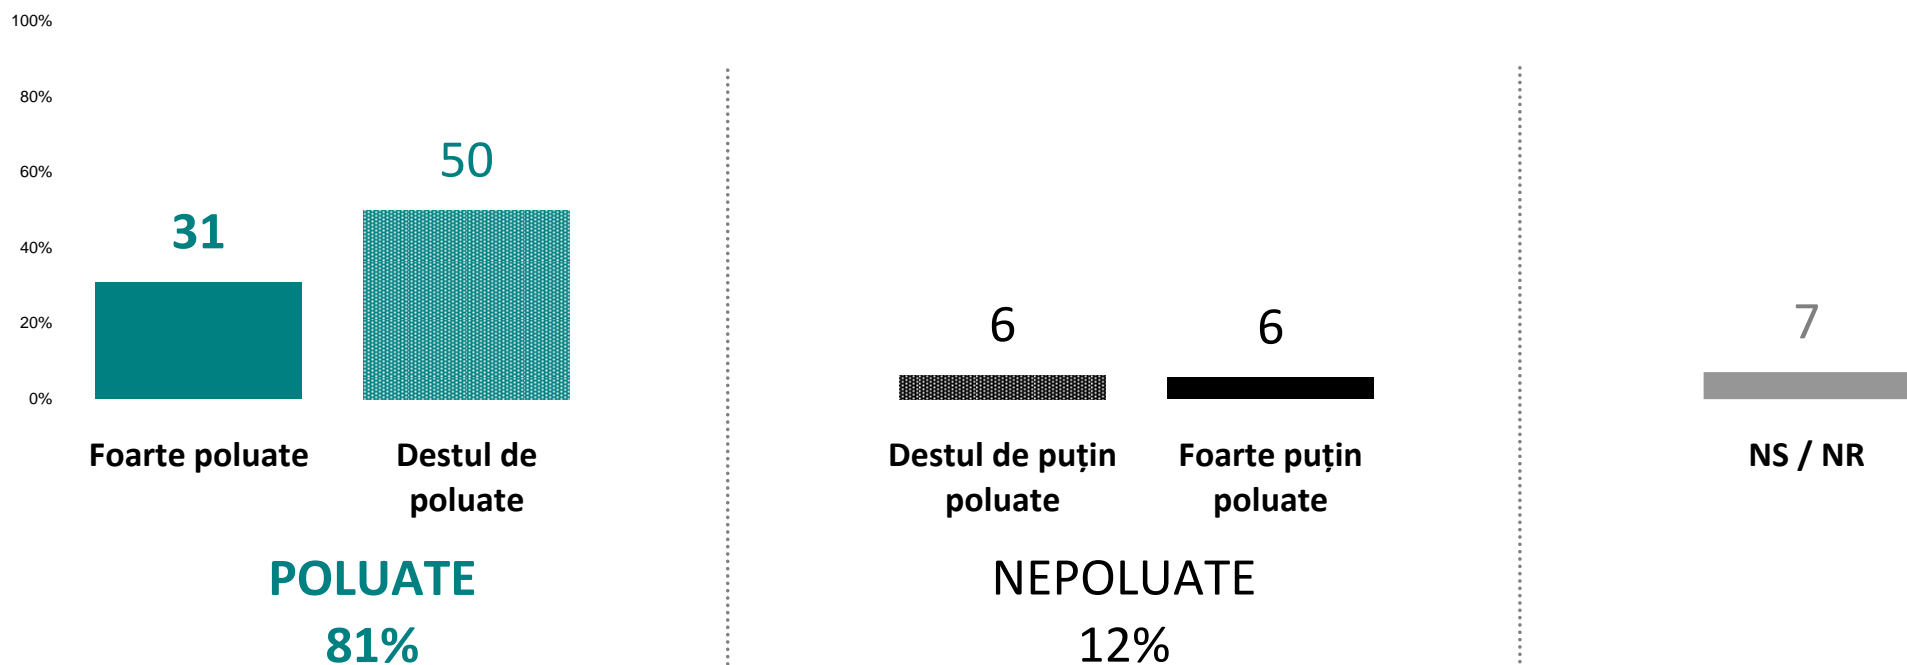 100%
80%
60%
40%
20%
0%
31
50
6
6
7
Foarte poluate
Destul de
poluate
Destul de puțin
poluate
Foarte puțin
poluate
NS / NR
POLUATE
81%
NEPOLUATE
12%